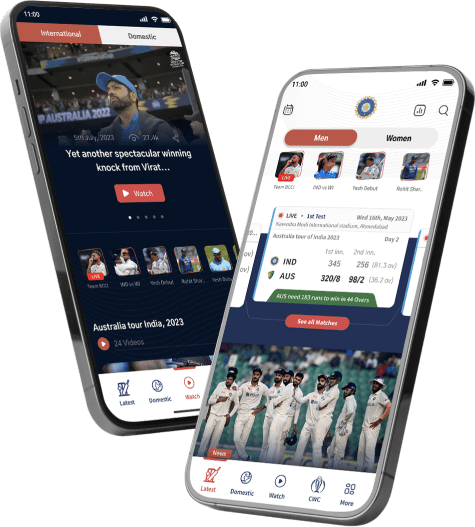 11:00
International
Domestic
AUSTRALIA 2022
5th July, 2023
27.4k
Yet another spectacular winning
knock from Virat...
Watch
LIVE
Team BCCI
IND vs WI
Yash Debut
Rohit Shar..
Yash Debut
Australia tour India, 2023
24 Videos
Latest
Domestic
Watch
11:00
Men
Women
LIVE
Team BCCI
IND vs WI
Yash Debut
Rohit Shar..
LIVE • 1st Test
Wed 16th, May 2023
Narendra Modi International stadium, Ahmedabad
Australia tour of India 2023
Day 2
1st inn.
2nd inn.
IND
345
256
(81.3 ov)
AUS
320/8
98/2
(36.2 ov)
AUS need 183 runs to win in 44 Overs
See all Matches
News
Latest
Domestic
Watch
CWC
More